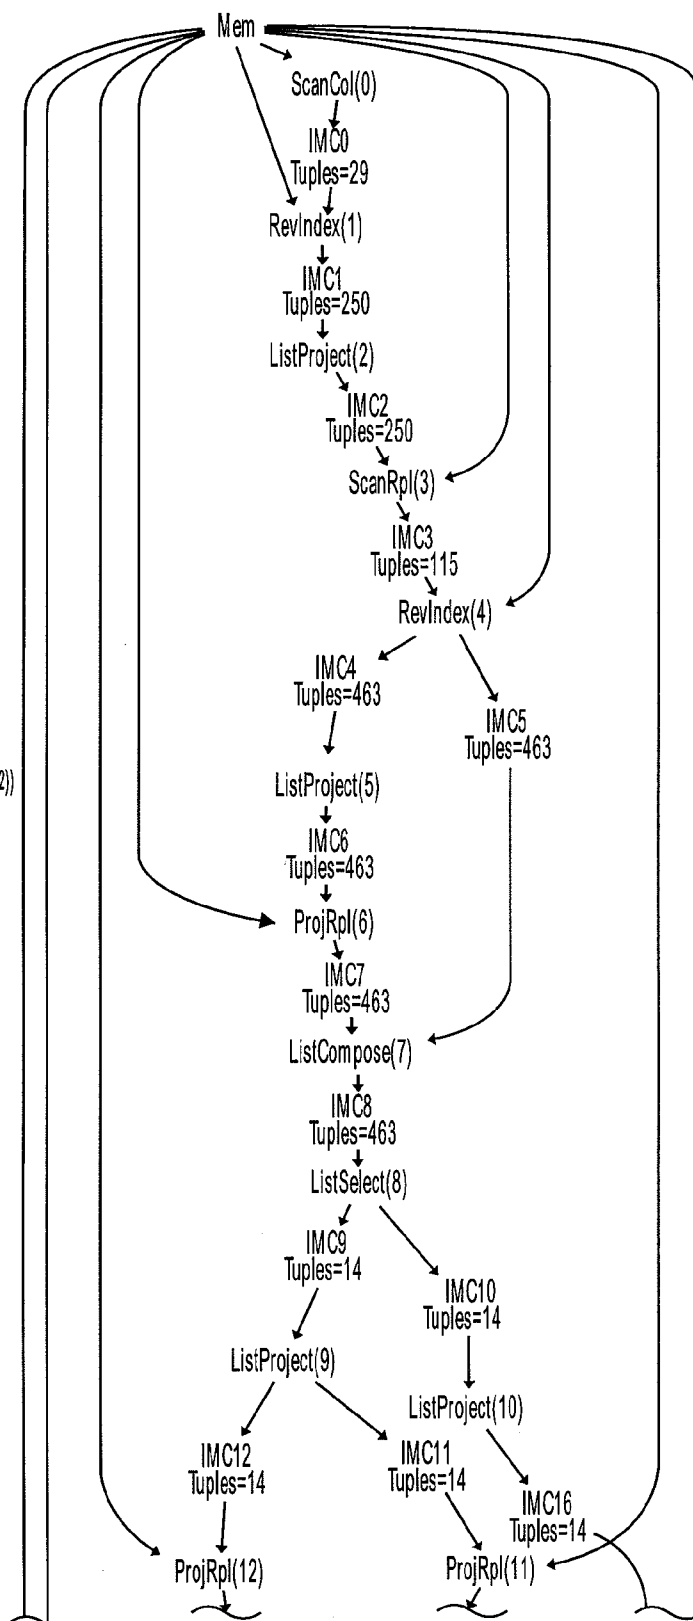 Mem
ScanCol(0)
IMC0
Tuples=29
RevIndex(1)
IMC1
Tuples=250
ListProject(2)
IMC2
Tuples=250
ScanRpl(3)
IMC3
Tuples=115
RevIndex(4)
IMC4
Tuples=463
IMC5
Tuples=463
2))
ListProject(5)
IMC6
Tuples=463
ProjRpl(6)
IMC7
Tuples=463
ListCompose(7)
IMC8
Tuples=463
ListSelect(8)
IMC9
Tuples=14
IMC10
Tuples=14
ListProject(9)
ListProject(10)
IMC12
Tuples=14
IMC11
Tuples=14
IMC16
Tuples=14
ProjRpl(12)
ProjRpl(11)